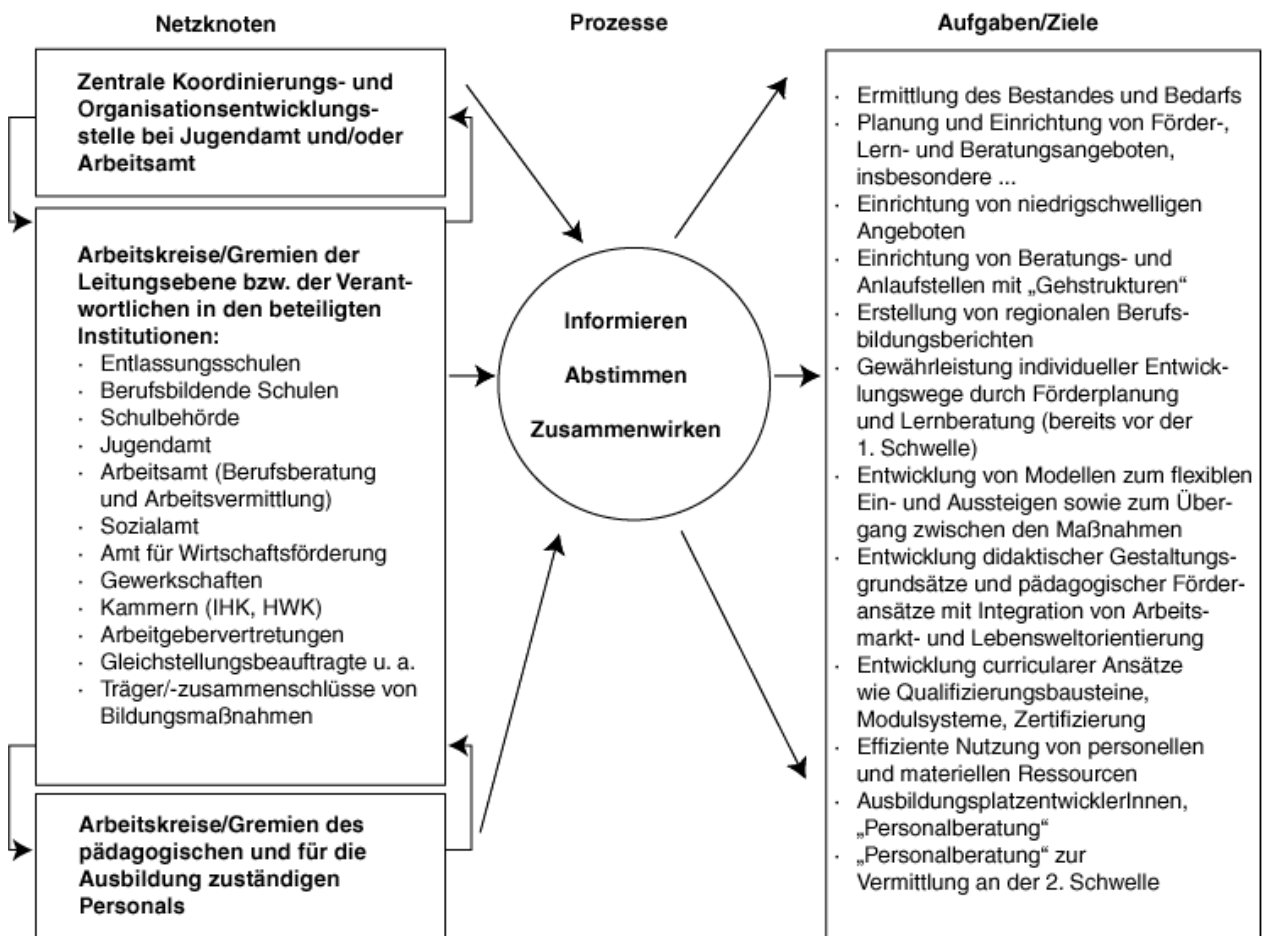 Netzknoten
Prozesse
Aufgaben/Ziele
Zentrale Koordinierungs- und
Organisationsentwicklungs-
stelle bei Jugendamt und/oder
Arbeitsamt
Arbeitskreise/Gremien der
Leitungsebene bzw. der Verant-
wortlichen in den beteiligten
Institutionen:
· Entlassungsschulen
· Berufsbildende Schulen
· Schulbehörde
· Jugendamt
· Arbeitsamt (Berufsberatung
und Arbeitsvermittlung)
· Sozialamt
· Amt für Wirtschaftsförderung
· Gewerkschaften
· Kammern (IHK, HWK)
· Arbeitgebervertretungen
· Gleichstellungsbeauftragte u. a.
· Träger/-zusammenschlüsse von
Bildungsmaßnahmen
Arbeitskreise/Gremien des
pädagogischen und für die
Ausbildung zuständigen
Personals
Informieren
Abstimmen
Zusammenwirken
· Ermittlung des Bestandes und Bedarfs
· Planung und Einrichtung von Förder-,
Lern- und Beratungsangeboten,
insbesondere ...
· Einrichtung von niedrigschwelligen
Angeboten
· Einrichtung von Beratungs- und
Anlaufstellen mit „Gehstrukturen“
· Erstellung von regionalen Berufs-
bildungsberichten
· Gewährleistung individueller Entwick-
lungswege durch Förderplanung
und Lernberatung (bereits vor der
1. Schwelle)
· Entwicklung von Modellen zum flexiblen
Ein- und Aussteigen sowie zum Über-
gang zwischen den Maßnahmen
· Entwicklung didaktischer Gestaltungs-
grundsätze und pädagogischer Förder-
ansätze mit Integration von Arbeits-
markt- und Lebensweltorientierung
· Entwicklung curricularer Ansätze
wie Qualifizierungsbausteine,
Modulsysteme, Zertifizierung
· Effiziente Nutzung von personellen
und materiellen Ressourcen
· AusbildungsplatzentwicklerInnen,
„Personalberatung“
· „Personalberatung“ zur
Vermittlung an der 2. Schwelle